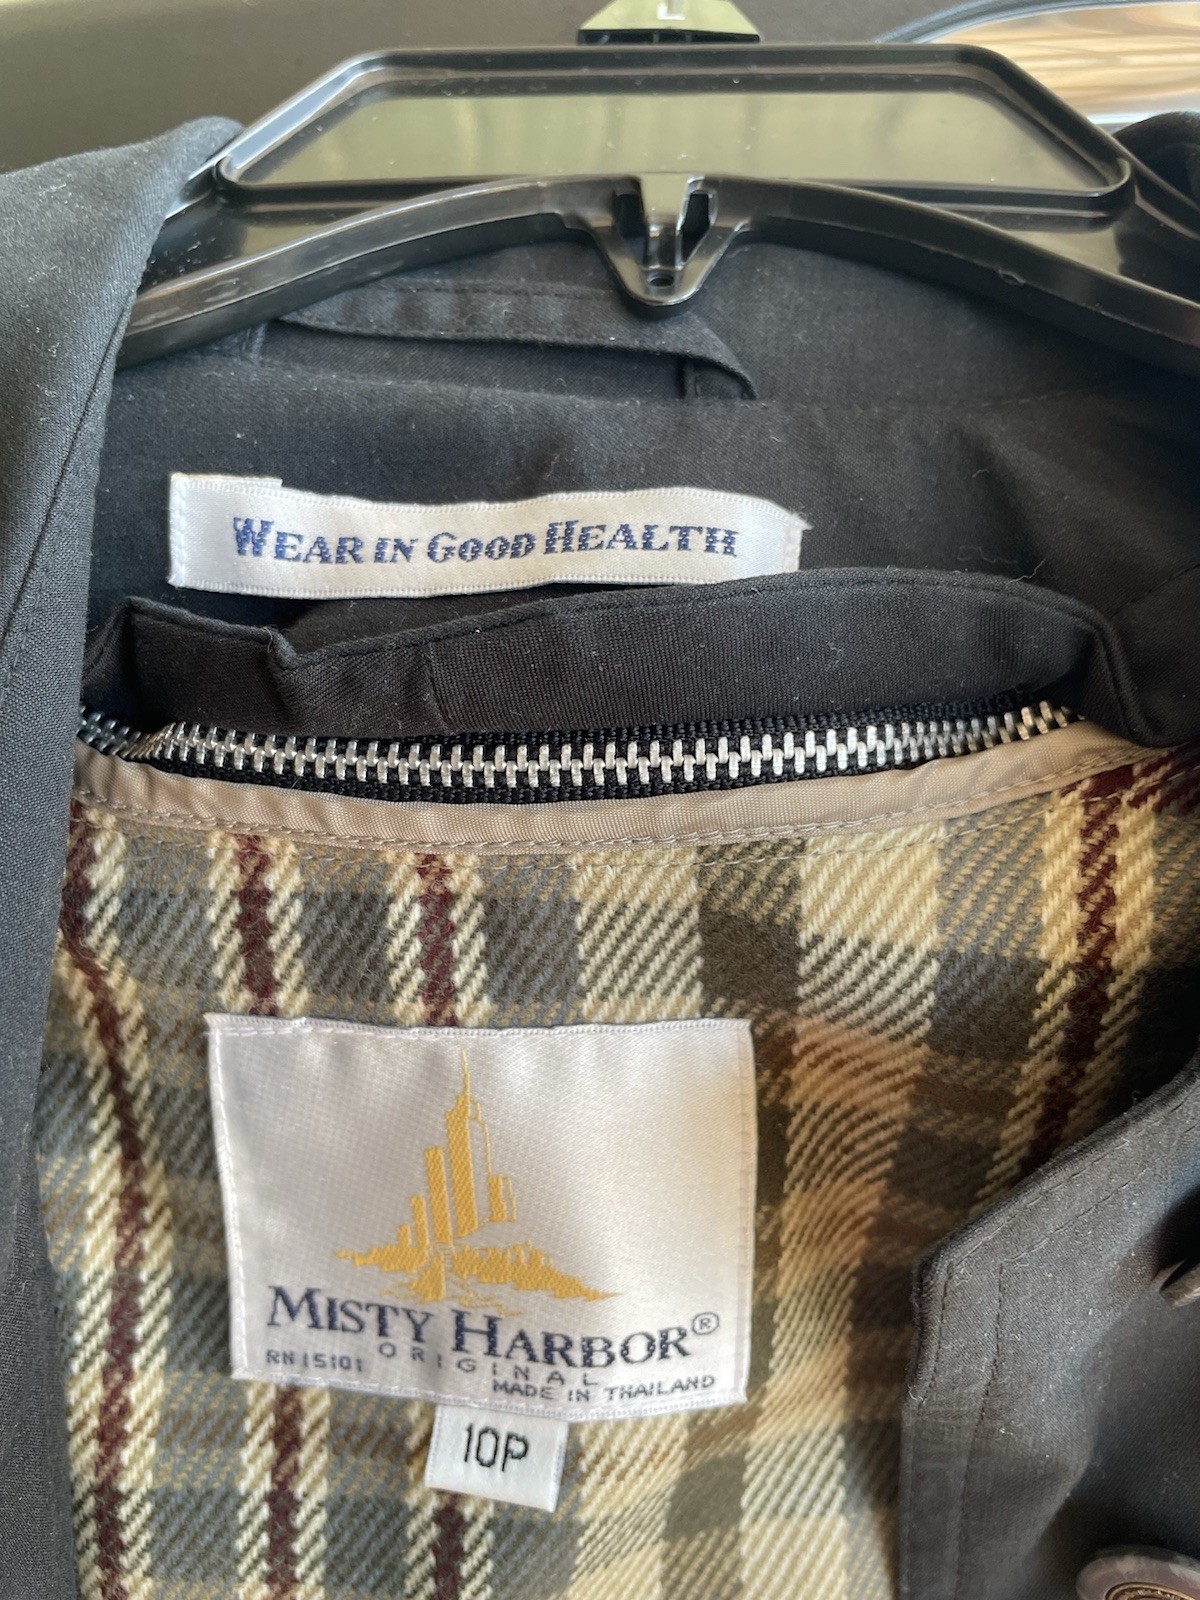 WEAR IN GOOD HEALTH
MISTY HARBOR®
ORIGINAL
RN 15101
MADE IN THAILAND
10P